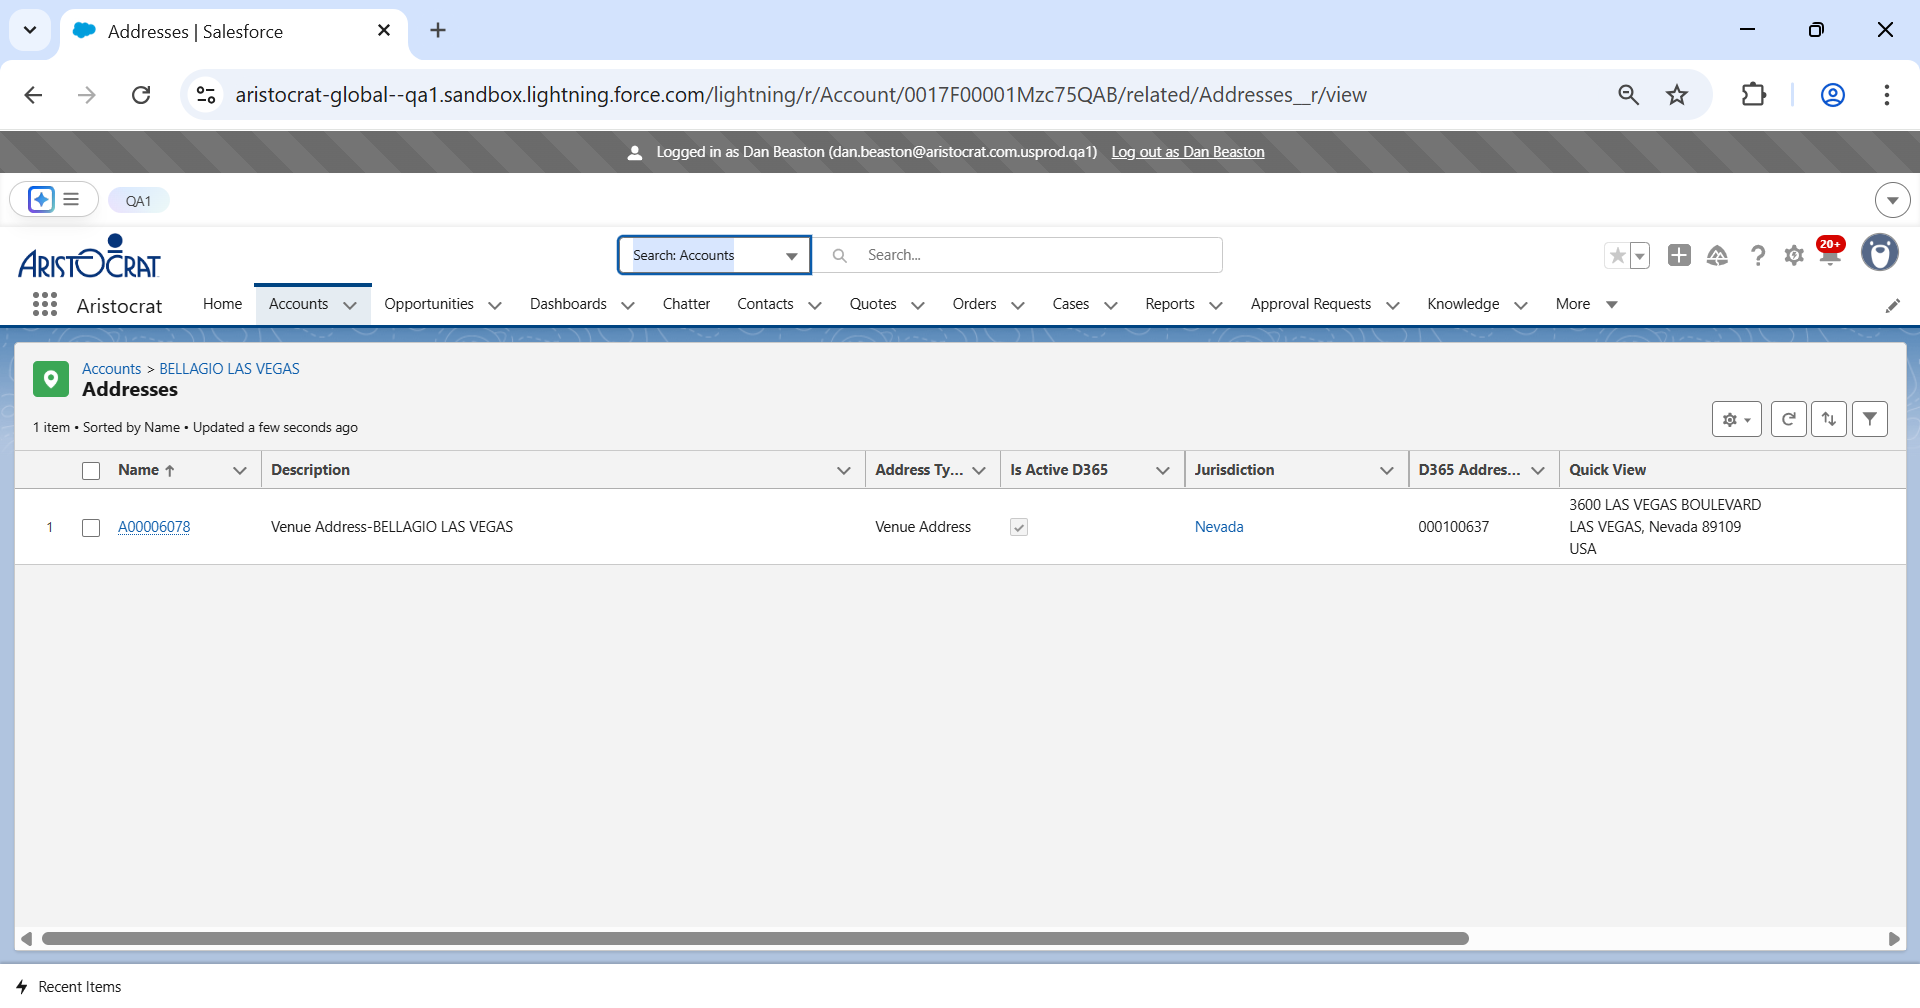 Addresses | Salesforce
aristocrat-global--qa1.sandbox.lightning.force.com/lightning/r/Account/0017F00001Mzc75QAB/related/Addresses__r/view
Logged in as Dan Beaston (dan.beaston@aristocrat.com.usprod.qa1) Log out as Dan Beaston
QA1
ARISTOCRAT
Search: Accounts
Search...
20+
Aristocrat
Home
Accounts
Opportunities
Dashboards
Chatter
Contacts
Quotes
Orders
Cases
Reports
Approval Requests
Knowledge
More
Accounts > BELLAGIO LAS VEGAS
Addresses
1 item • Sorted by Name • Updated a few seconds ago
Name Description Address Ty... Is Active D365 Jurisdiction D365 Addres... Quick View
1 A00006078 Venue Address-BELLAGIO LAS VEGAS Venue Address Nevada 000100637
3600 LAS VEGAS BOULEVARD
LAS VEGAS, Nevada 89109
USA
Recent Items